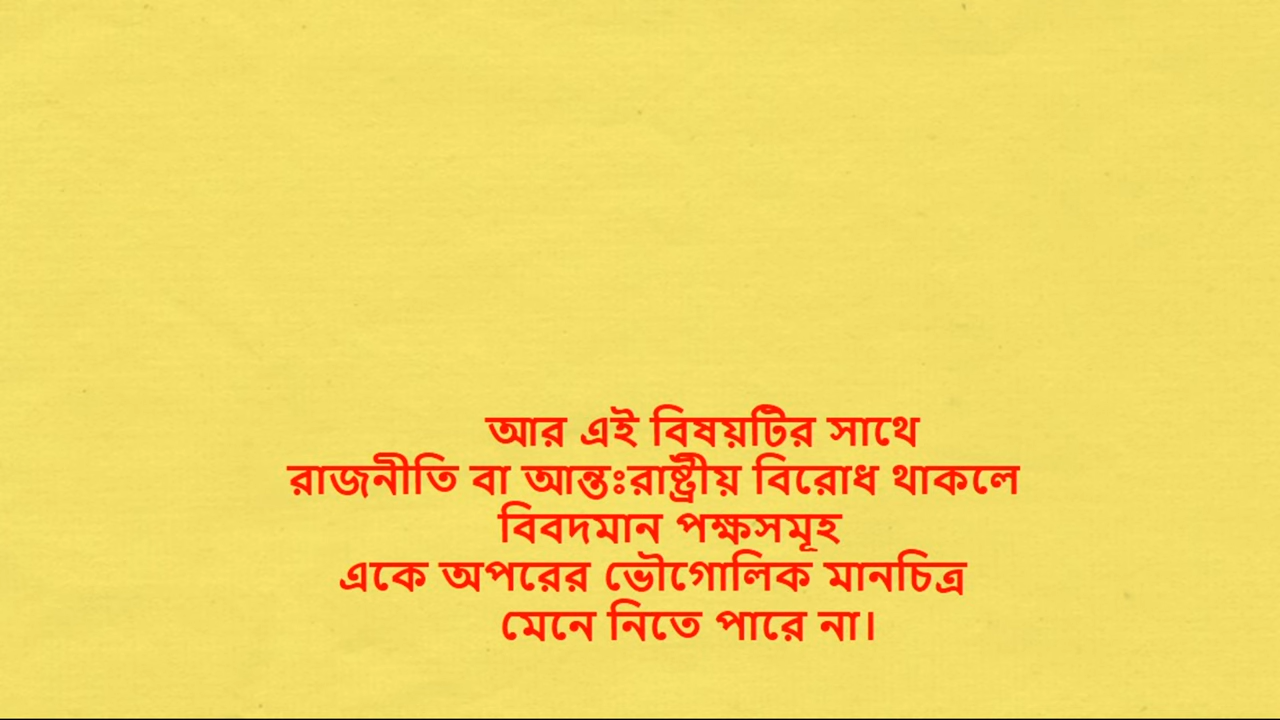 আর এই বিষয়টির সাথে
রাজনীতি বা আন্তঃরাষ্ট্রীয় বিরোধ থাকলে
বিবদমান পক্ষসমূহ
একে অপরের ভৌগোলিক মানচিত্র
মেনে নিতে পারে না।